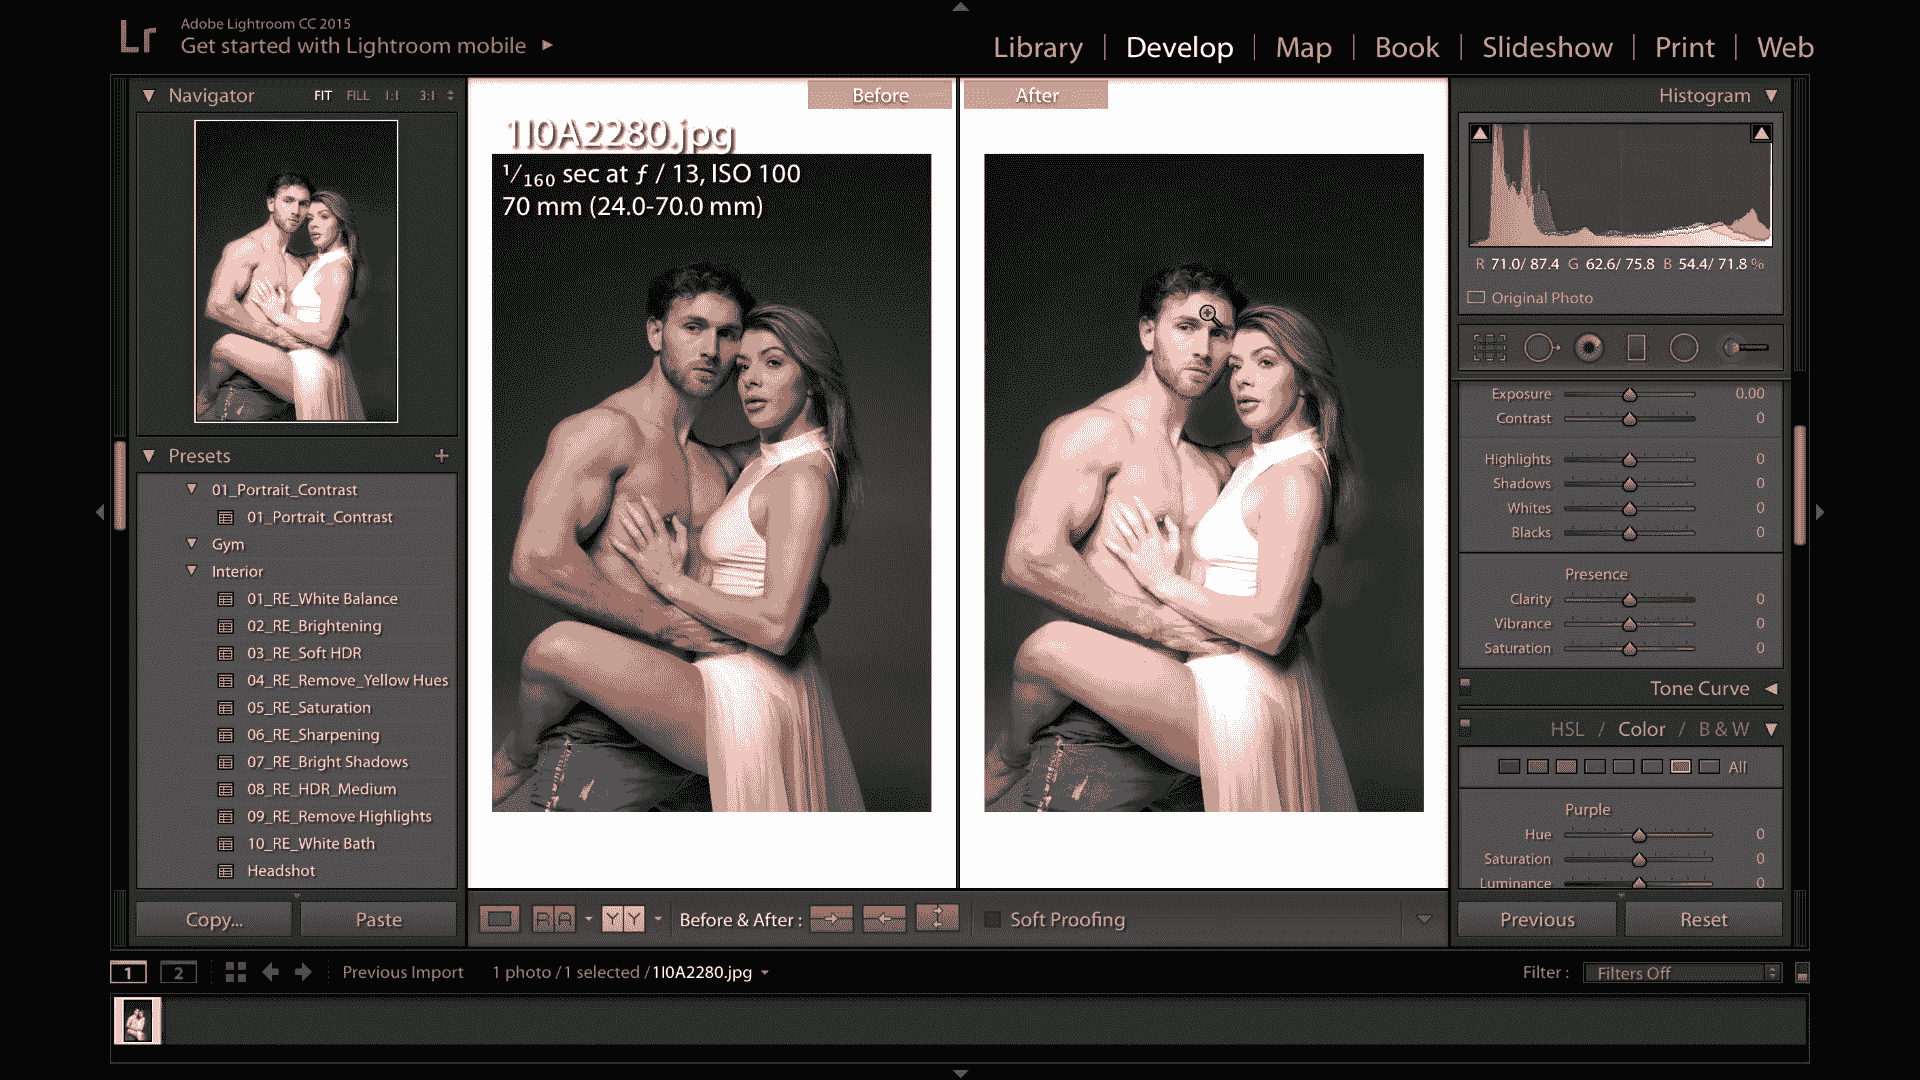 Lr
Adobe Lightroom CC 2015
Get started with Lightroom mobile
Library | Develop | Map | Book | Slideshow | Print | Web
Navigator FIT FILL 1:1 3:1
Presets +
01_Portrait_Contrast
01_Portrait_Contrast
Gym
Interior
01_RE_White Balance
02_RE_Brightening
03_RE_Soft HDR
04_RE_Remove_Yellow Hues
05_RE_Saturation
06_RE_Sharpening
07_RE_Bright Shadows
08_RE_HDR_Medium
09_RE_Remove Highlights
10_RE_White Bath
Headshot
Copy... Paste
Before After
1I0A2280.jpg
1/160 sec at ƒ / 13, ISO 100
70 mm (24.0-70.0 mm)
R A Y Y Before & After : Soft Proofing
Histogram
R 71.0/ 87.4 G 62.6/ 75.8 B 54.4/ 71.8 %
Original Photo
Exposure 0.00
Contrast 0
Highlights 0
Shadows 0
Whites 0
Blacks 0
Presence
Clarity 0
Vibrance 0
Saturation 0
Tone Curve
HSL / Color / B & W
All
Purple
Hue 0
Saturation 0
Luminance 0
Previous Reset
1 2 Previous Import 1 photo / 1 selected / 1I0A2280.jpg Filter : Filters Off